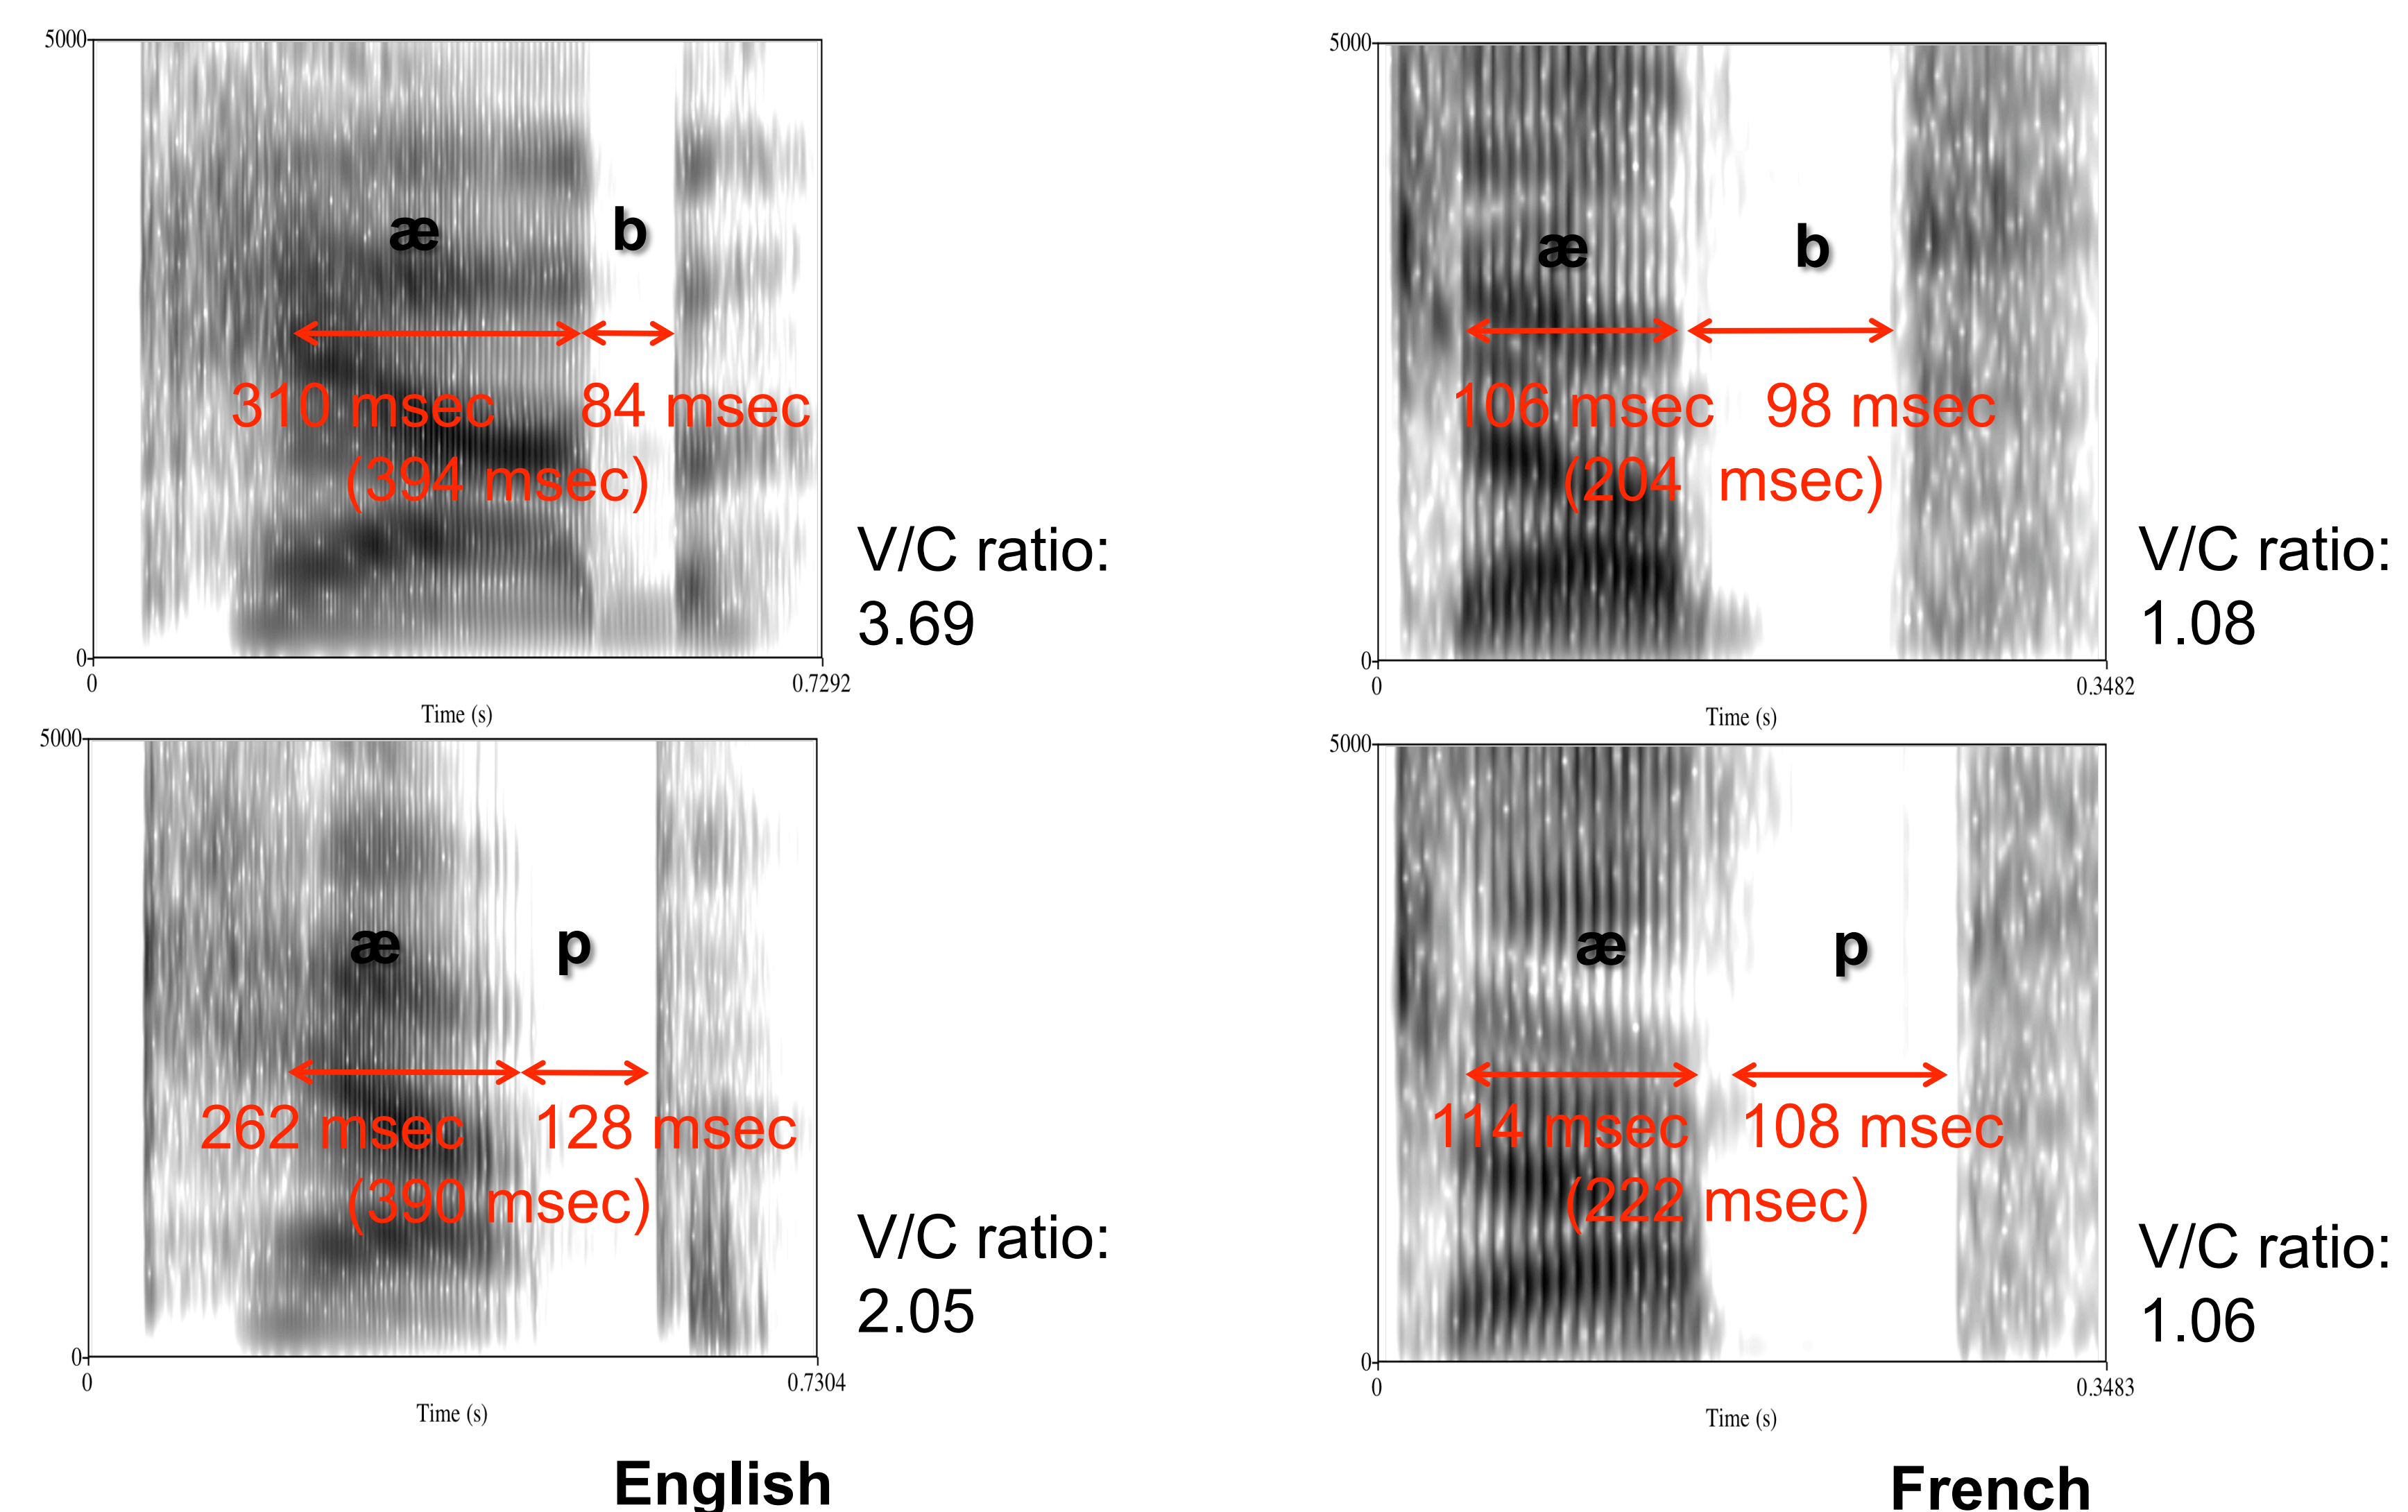 5000
æ
b
310 msec
84 msec
(394 msec)
V/C ratio:
3.69
0
0
0.7292
Time (s)
5000
æ
b
106 msec
98 msec
(204 msec)
V/C ratio:
1.08
0
0
0.3482
Time (s)
5000
æ
p
262 msec
128 msec
(390 msec)
V/C ratio:
2.05
0
0
0.7304
Time (s)
English
5000
æ
p
114 msec
108 msec
(222 msec)
V/C ratio:
1.06
0
0
0.3483
Time (s)
French